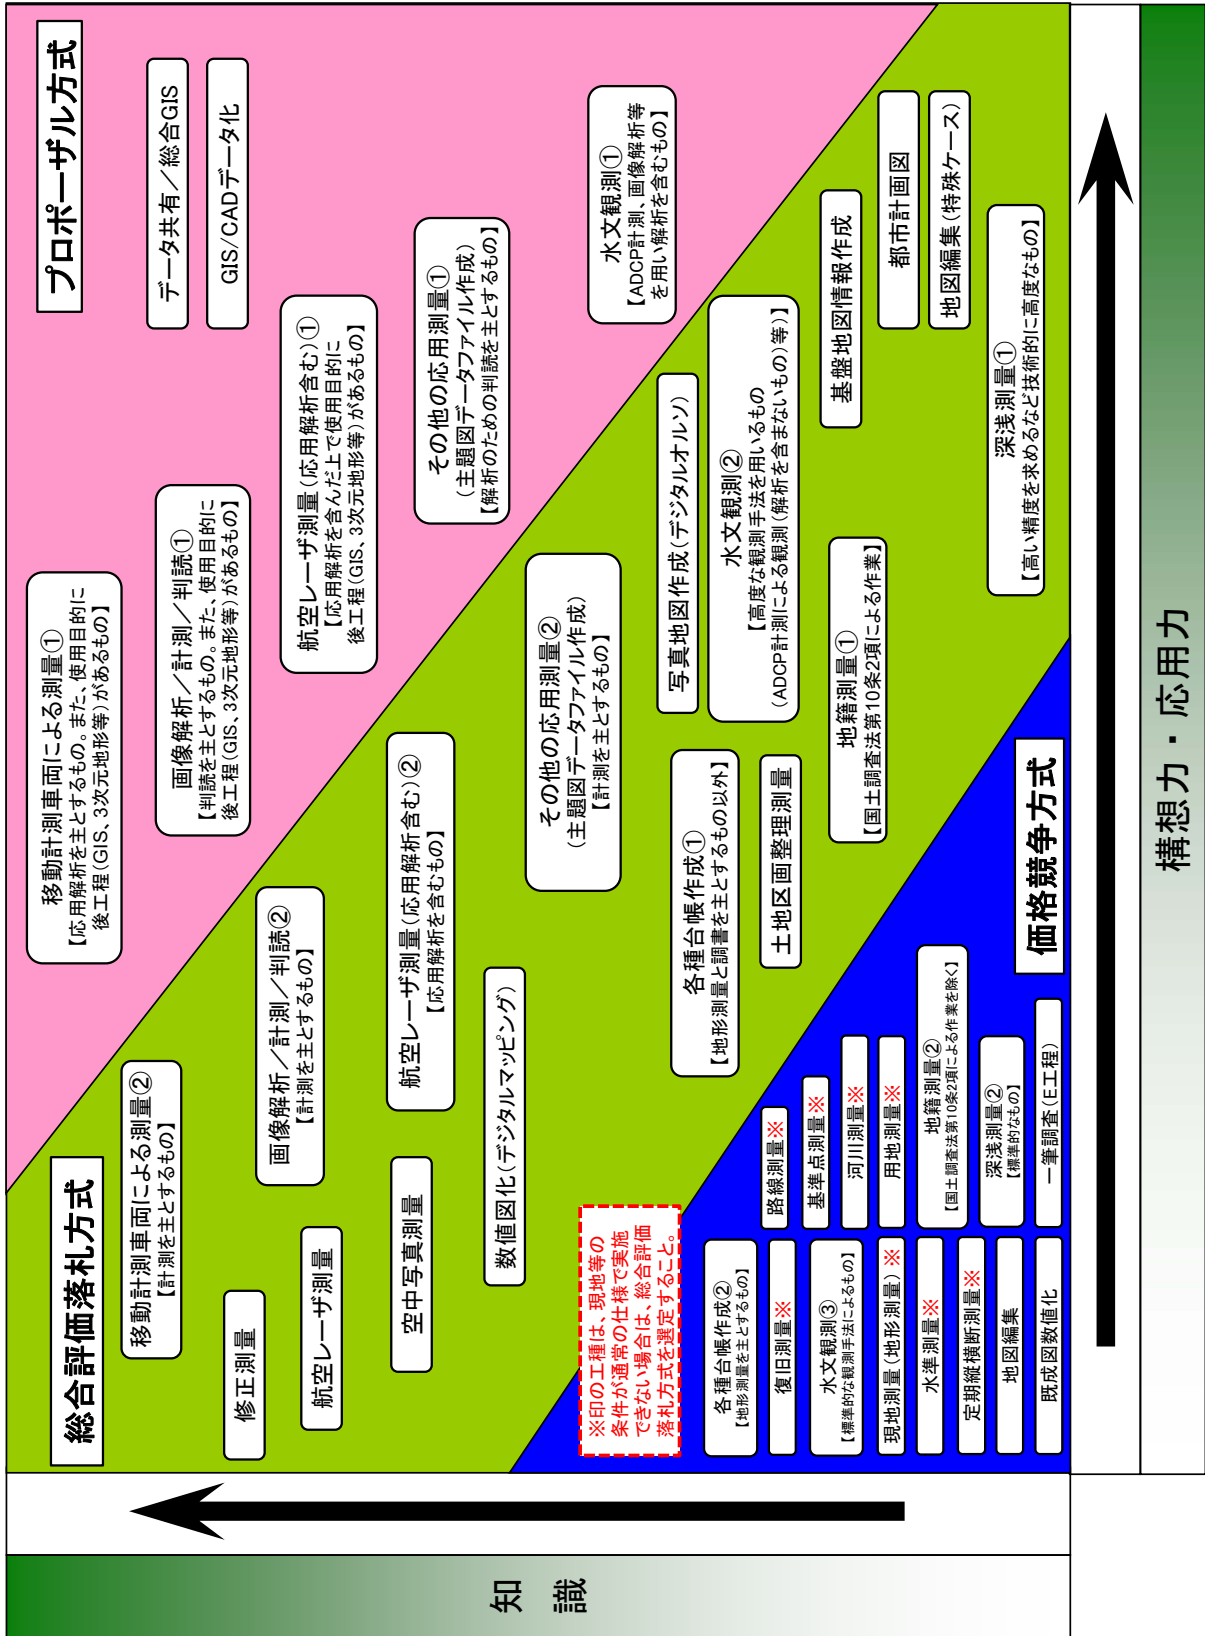 プロポーザル方式
データ共有／総合GIS
GIS/CADデータ化
移動計測車両による測量①
【応用解析を主とするもの。また、使用目的に
後工程(GIS、3次元地形等)があるもの】
画像解析／計測／判読①
【判読を主とするもの。また、使用目的に
後工程(GIS、3次元地形等)があるもの】
航空レーザ測量(応用解析含む)①
【応用解析を含んだ上で使用目的に
後工程(GIS、3次元地形等)があるもの】
その他の応用測量①
(主題図データファイル作成)
【解析のための判読を主とするもの】
水文観測①
【ADCP計測、画像解析等
を用い解析を含むもの】
総合評価落札方式
移動計測車両による測量②
【計測を主とするもの】
修正測量
画像解析／計測／判読②
【計測を主とするもの】
航空レーザ測量
航空レーザ測量(応用解析含む)②
【応用解析を含むもの】
空中写真測量
数値図化(デジタルマッピング)
その他の応用測量②
(主題図データファイル作成)
【計測を主とするもの】
写真地図作成(デジタルオルソ)
水文観測②
【高度な観測手法を用いるもの
(ADCP計測による観測(解析を含まないもの)等)】
各種台帳作成①
【地形測量と調書を主とするもの以外】
土地区画整理測量
基盤地図情報作成
都市計画図
地図編集(特殊ケース)
地籍測量①
【国土調査法第10条2項による作業】
深浅測量①
【高い精度を求めるなど技術的に高度なもの】
※印の工種は、現地等の
条件が通常の仕様で実施
できない場合は、総合評価
落札方式を選定すること。
価格競争方式
各種台帳作成②
【地形測量を主とするもの】
路線測量※
復旧測量※
基準点測量※
水文観測③
【標準的な観測手法によるもの】
河川測量※
現地測量(地形測量)※
用地測量※
水準測量※
地籍測量②
【国土調査法第10条2項による作業を除く】
定期縦横断測量※
深浅測量②
【標準的なもの】
地図編集
既成図数値化
一筆調査(E工程)
知
識
構想力・応用力